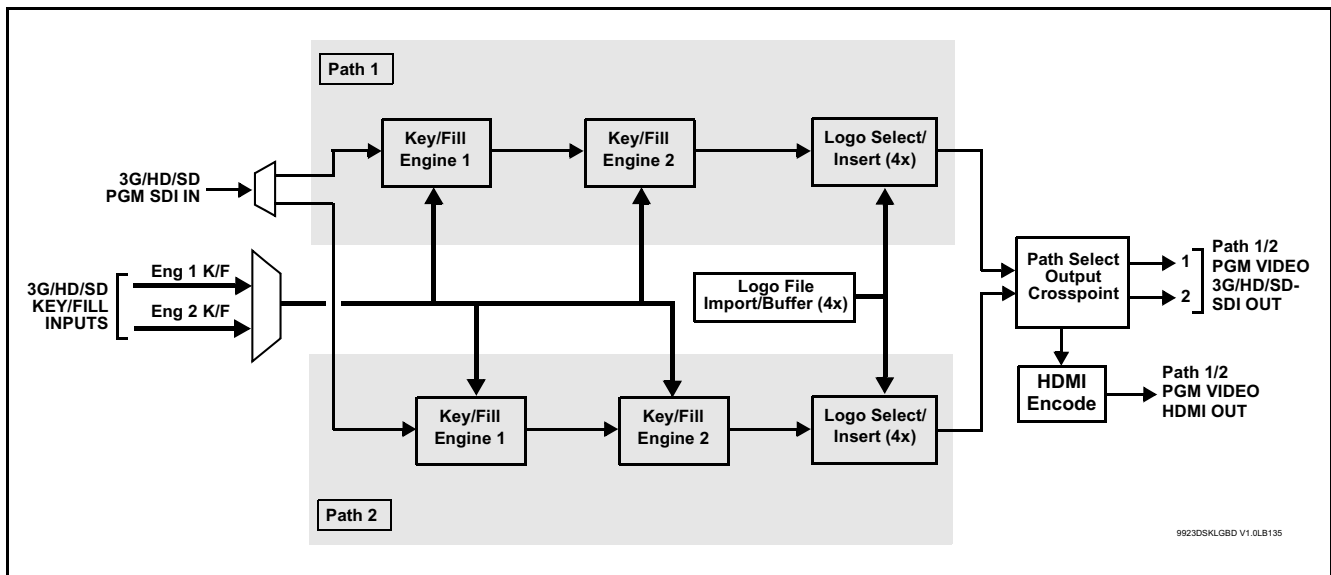 Path 1
Key/Fill
Engine 1
Key/Fill
Engine 2
Logo Select/
Insert (4x)
3G/HD/SD
PGM SDI IN
3G/HD/SD
KEY/FILL
INPUTS
Eng 1 K/F
Eng 2 K/F
Logo File
Import/Buffer (4x)
Path Select
Output
Crosspoint
1
2
Path 1/2
PGM VIDEO
3G/HD/SD-
SDI OUT
HDMI
Encode
Path 1/2
PGM VIDEO
HDMI OUT
Key/Fill
Engine 1
Key/Fill
Engine 2
Logo Select/
Insert (4x)
Path 2
9923DSKLGBD V1.0LB135